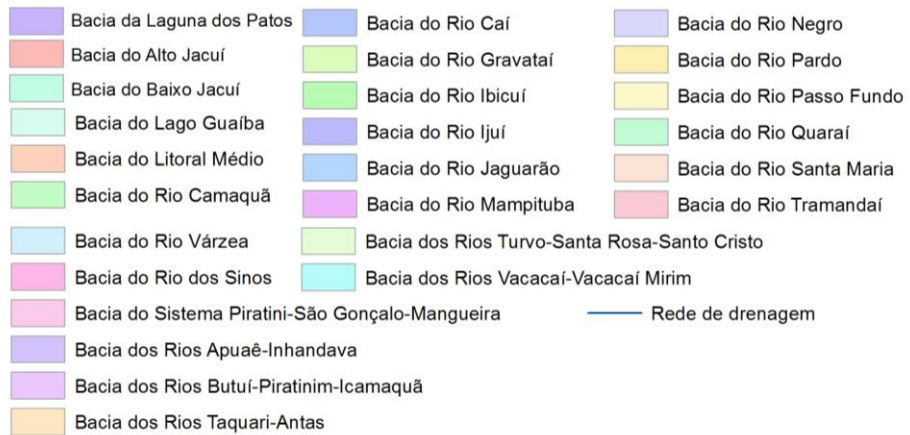 Bacia da Laguna dos Patos
Bacia do Alto Jacuí
Bacia do Baixo Jacuí
Bacia do Lago Guaíba
Bacia do Litoral Médio
Bacia do Rio Camaquã
Bacia do Rio Várzea
Bacia do Rio dos Sinos
Bacia do Sistema Piratini-São Gonçalo-Mangueira
Bacia dos Rios Apuaê-Inhandava
Bacia dos Rios Butuí-Piratinim-Icamaquã
Bacia dos Rios Taquari-Antas
Bacia do Rio Caí
Bacia do Rio Gravataí
Bacia do Rio Ibicuí
Bacia do Rio Ijuí
Bacia do Rio Jaguarão
Bacia do Rio Mampituba
Bacia dos Rios Turvo-Santa Rosa-Santo Cristo
Bacia dos Rios Vacacaí-Vacacaí Mirim
Bacia do Rio Negro
Bacia do Rio Pardo
Bacia do Rio Passo Fundo
Bacia do Rio Quaraí
Bacia do Rio Santa Maria
Bacia do Rio Tramandaí
Rede de drenagem